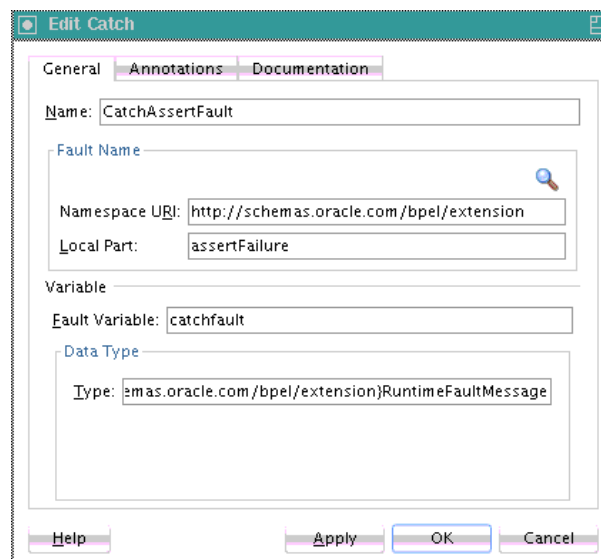 Edit Catch
General Annotations Documentation
Name: CatchAssertFault
Fault Name
Namespace URI: http://schemas.oracle.com/bpel/extension
Local Part: assertFailure
Variable
Fault Variable: catchfault
Data Type
Type: emas.oracle.com/bpel/extension}RuntimeFaultMessage
Help Apply OK Cancel